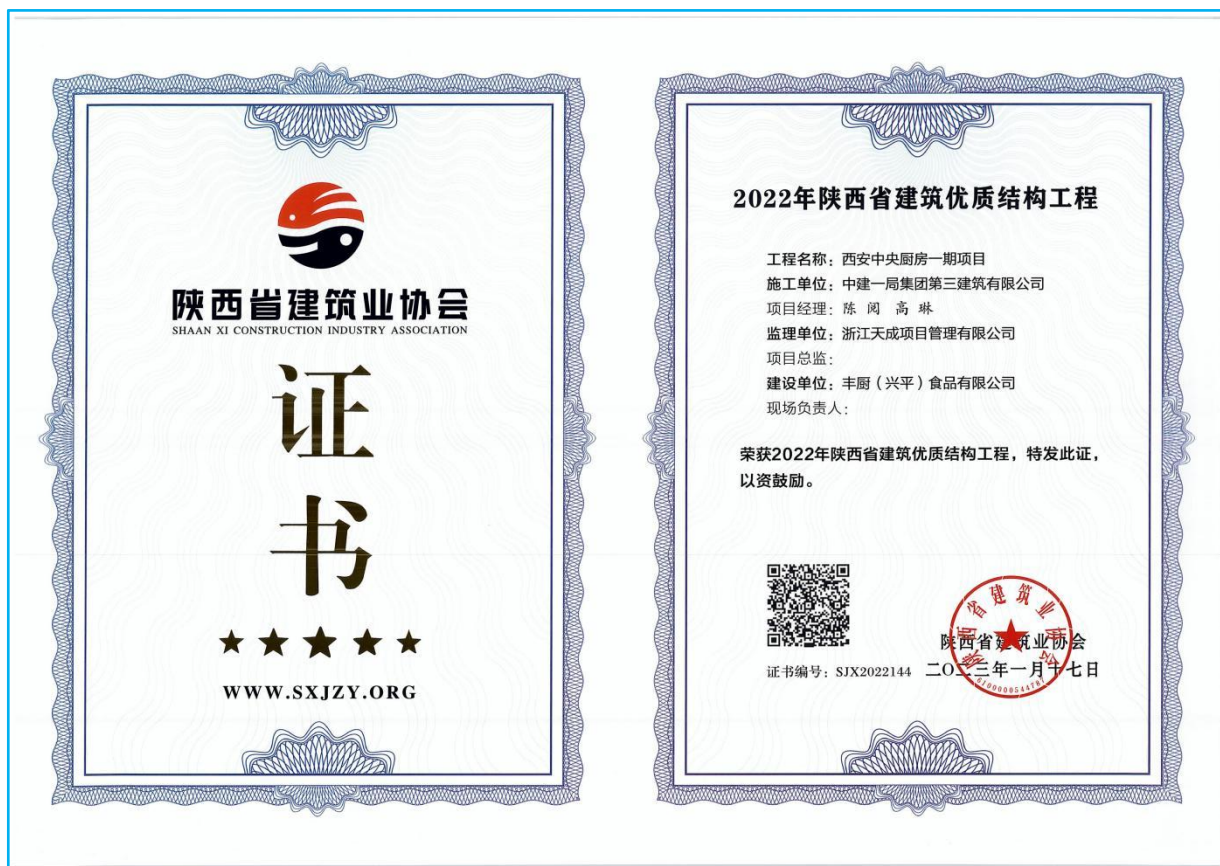 陕西省建筑业协会
SHAAN XI CONSTRUCTION INDUSTRY ASSOCIATION
证
书
WWW.SXJZY.ORG
2022年陕西省建筑优质结构工程
工程名称：西安中央厨房一期项目
施工单位：中建一局集团第三建筑有限公司
项目经理：陈阅 高琳
监理单位：浙江天成项目管理有限公司
项目总监：
建设单位：丰厨（兴平）食品有限公司
现场负责人：
荣获2022年陕西省建筑优质结构工程，特发此证，
以资鼓励。
陕西省建筑业协会
证书编号：SJX2022144
二〇二三年一月十七日
陕西省建筑业协会